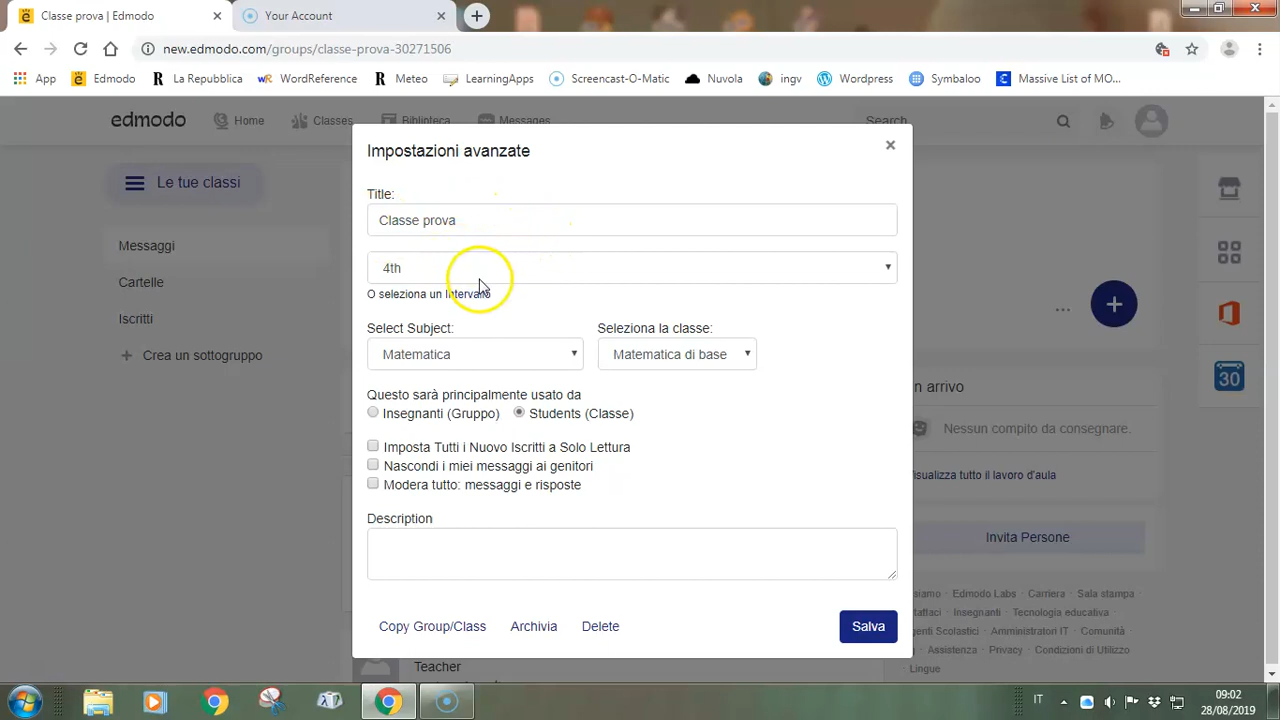 Classe prova | Edmodo
Your Account
new.edmodo.com/groups/classe-prova-30271506
App
Edmodo
La Repubblica
WordReference
Meteo
LearningApps
Screencast-O-Matic
Nuvola
ingv
Wordpress
Symbaloo
Massive List of MO...
edmodo
Home
Classes
Biblioteca
Messages
Search
Le tue classi
Messaggi
Cartelle
Iscritti
Crea un sottogruppo
Impostazioni avanzate
Title:
Classe prova
4th
O seleziona un Intervallo
Select Subject:
Seleziona la classe:
Matematica
Matematica di base
Questo sarà principalmente usato da
Insegnanti (Gruppo)
Students (Classe)
Imposta Tutti i Nuovo Iscritti a Solo Lettura
Nascondi i miei messaggi ai genitori
Modera tutto: messaggi e risposte
Description
Copy Group/Class
Archivia
Delete
Salva
n arrivo
Nessun compito da consegnare.
isualizza tutto il lavoro d'aula
Invita Persone
siamo · Edmodo Labs · Carriera · Sala stampa ·
ntattaci · Insegnanti · Tecnologia educativa ·
genti Scolastici · Amministratori IT · Comunità ·
· Assistenza · Privacy · Condizioni di Utilizzo
· Lingue
Teacher
30
IT
09:02
28/08/2019